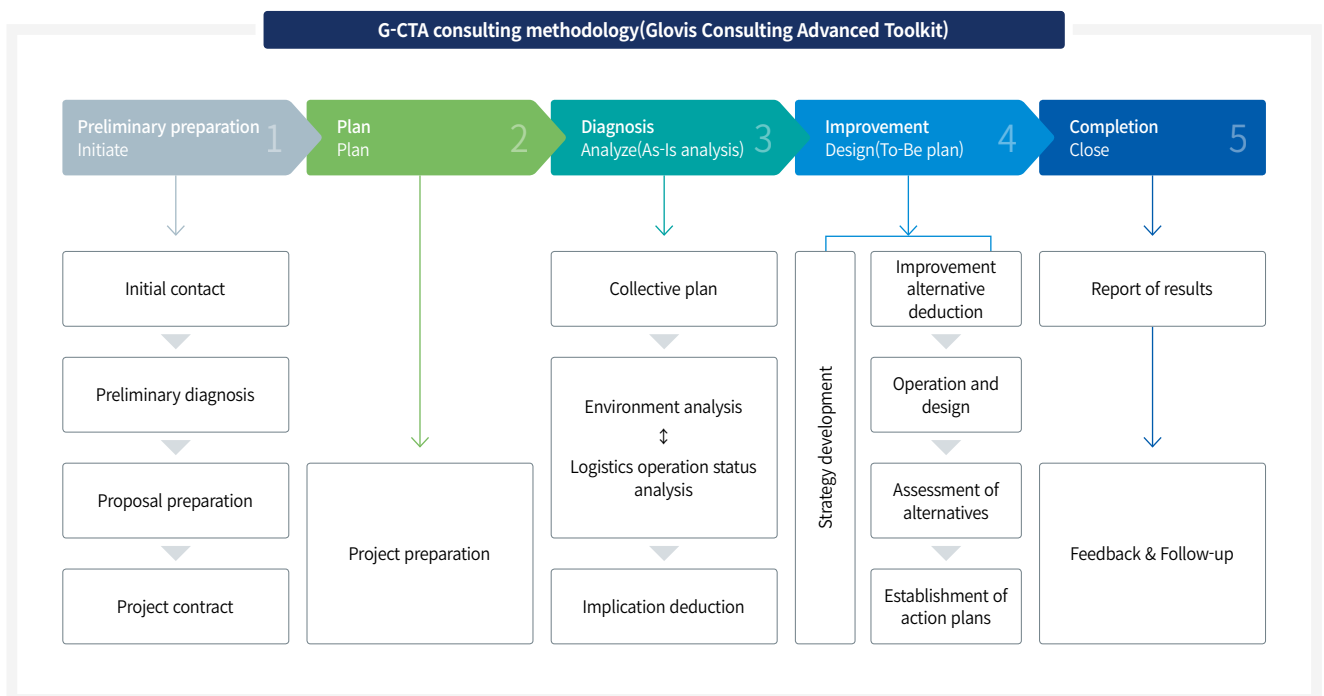 G-CTA consulting methodology(Glovis Consulting Advanced Toolkit)
Preliminary preparation
Initiate
1
Plan
Plan
2
Diagnosis
Analyze(As-Is analysis)
3
Improvement
Design(To-Be plan)
4
Completion
Close
5
Initial contact
Preliminary diagnosis
Proposal preparation
Project contract
Project preparation
Collective plan
Environment analysis
↕
Logistics operation status
analysis
Implication deduction
Strategy development
Improvement
alternative
deduction
Operation and
design
Assessment of
alternatives
Establishment of
action plans
Report of results
Feedback & Follow-up